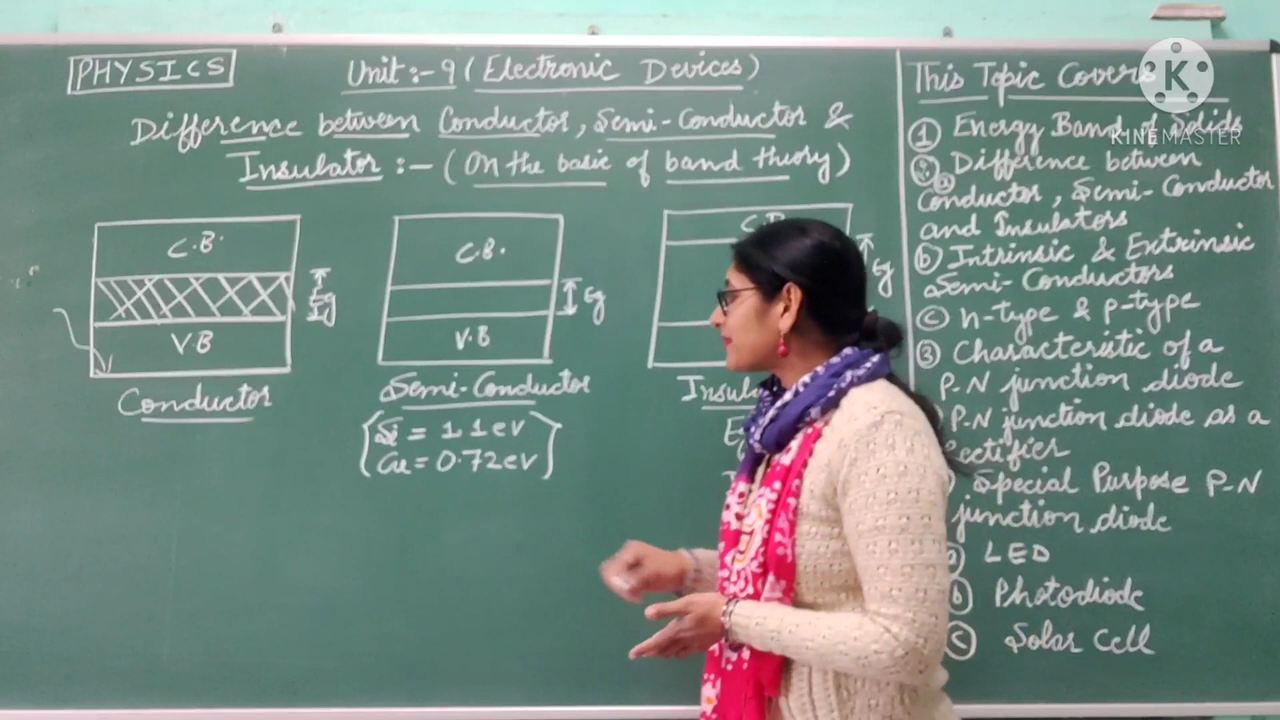 PHYSICS
Unit :- 9 (Electronic Devices)
Difference between Conductor, Semi-Conductor &
Insulator :- (On the basic of band theory)
C.B.
Eg
V.B
Conductor
C.B.
Eg
V.B
Semi-Conductor
Si = 1.1 eV
Ge = 0.72 eV
Eg
This Topic Covers
① Energy Band of Solids
② ⓐ Difference between
Conductor, Semi-Conductor
and Insulators
ⓑ Intrinsic & Extrinsic
Semi-Conductors
ⓒ n-type & p-type
③ Characteristic of a
P-N junction diode
P-N junction diode as a
Special Purpose P-N
junction diode
LED
ⓑ Photodiode
ⓒ Solar Cell
K
KINEMASTER